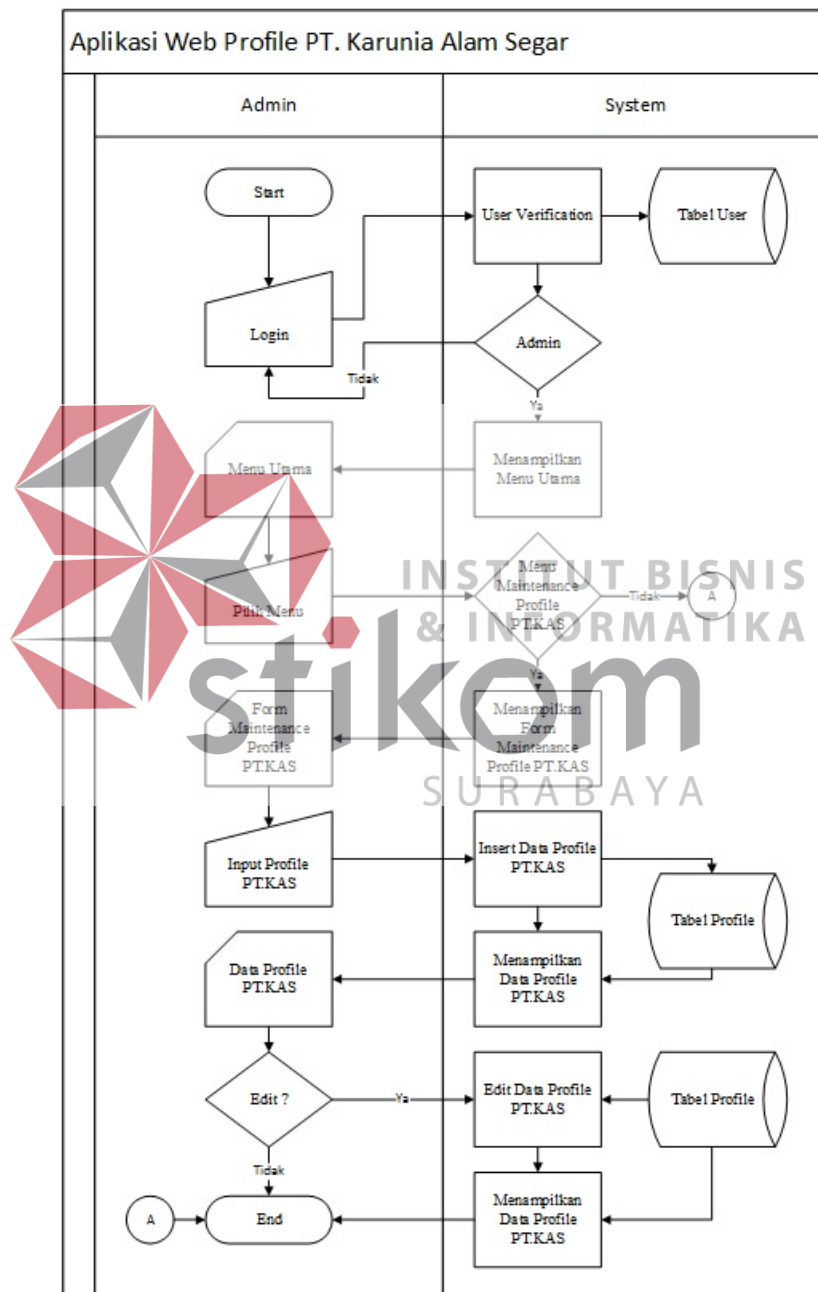 Aplikasi Web Profile PT. Karunia Alam Segar
Admin
System
Start
User Verification
Tabel User
Login
Admin
Tidak
Ya
Menu Utama
Menampilkan
Menu Utama
Pilih Menu
Menu
Maintenance
Profile
PT.KAS
Tidak
A
INSTITUT BISNIS
& INFORMATIKA
stikom
SURABAYA
Ya
Form
Maintenance
Profile
PT.KAS
Menampilkan
Form
Maintenance
Profile PT.KAS
Input Profile
PT.KAS
Insert Data Profile
PT.KAS
Tabel Profile
Data Profile
PT.KAS
Menampilkan
Data Profile
PT.KAS
Edit ?
Ya
Edit Data Profile
PT.KAS
Tabel Profile
Tidak
A
End
Menampilkan
Data Profile
PT.KAS